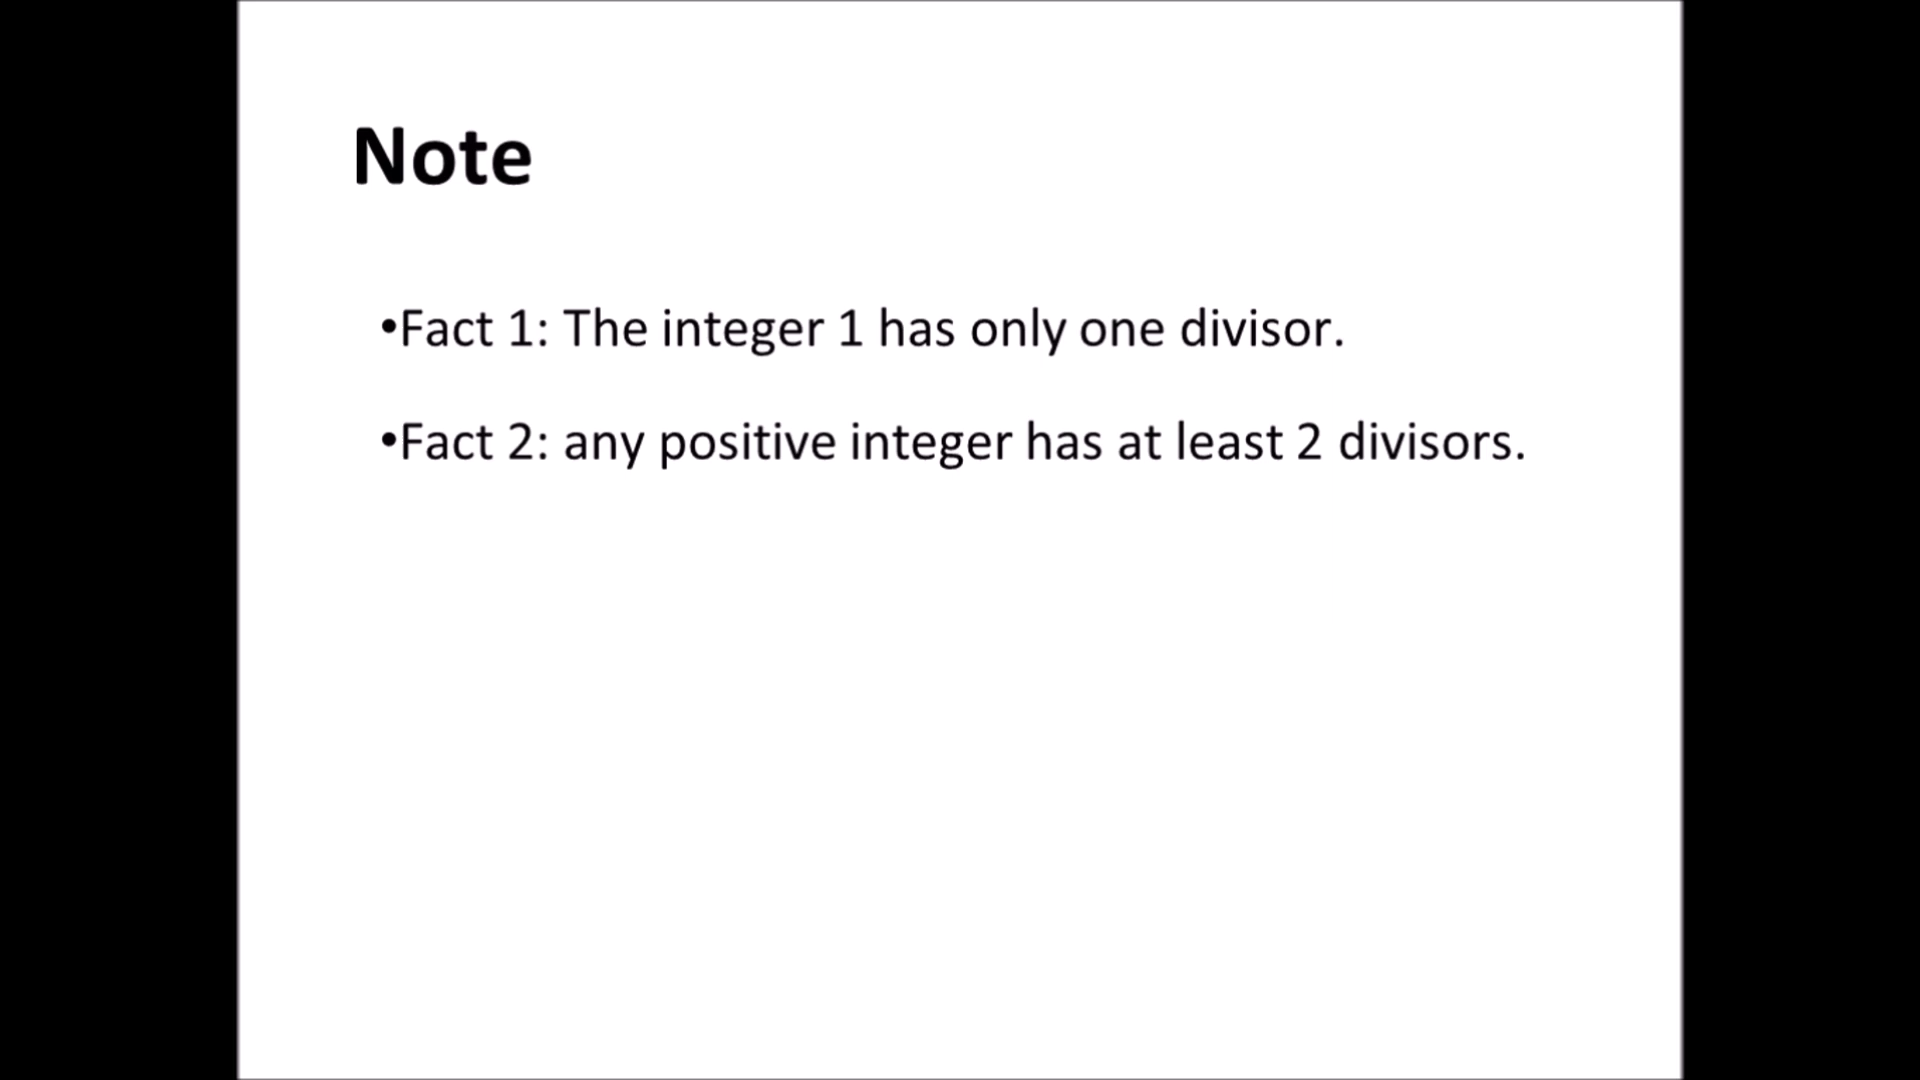 Note
•Fact 1: The integer 1 has only one divisor.
•Fact 2: any positive integer has at least 2 divisors.